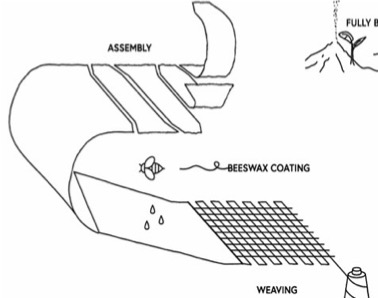 FULLY B
ASSEMBLY
BEESWAX COATING
WEAVING